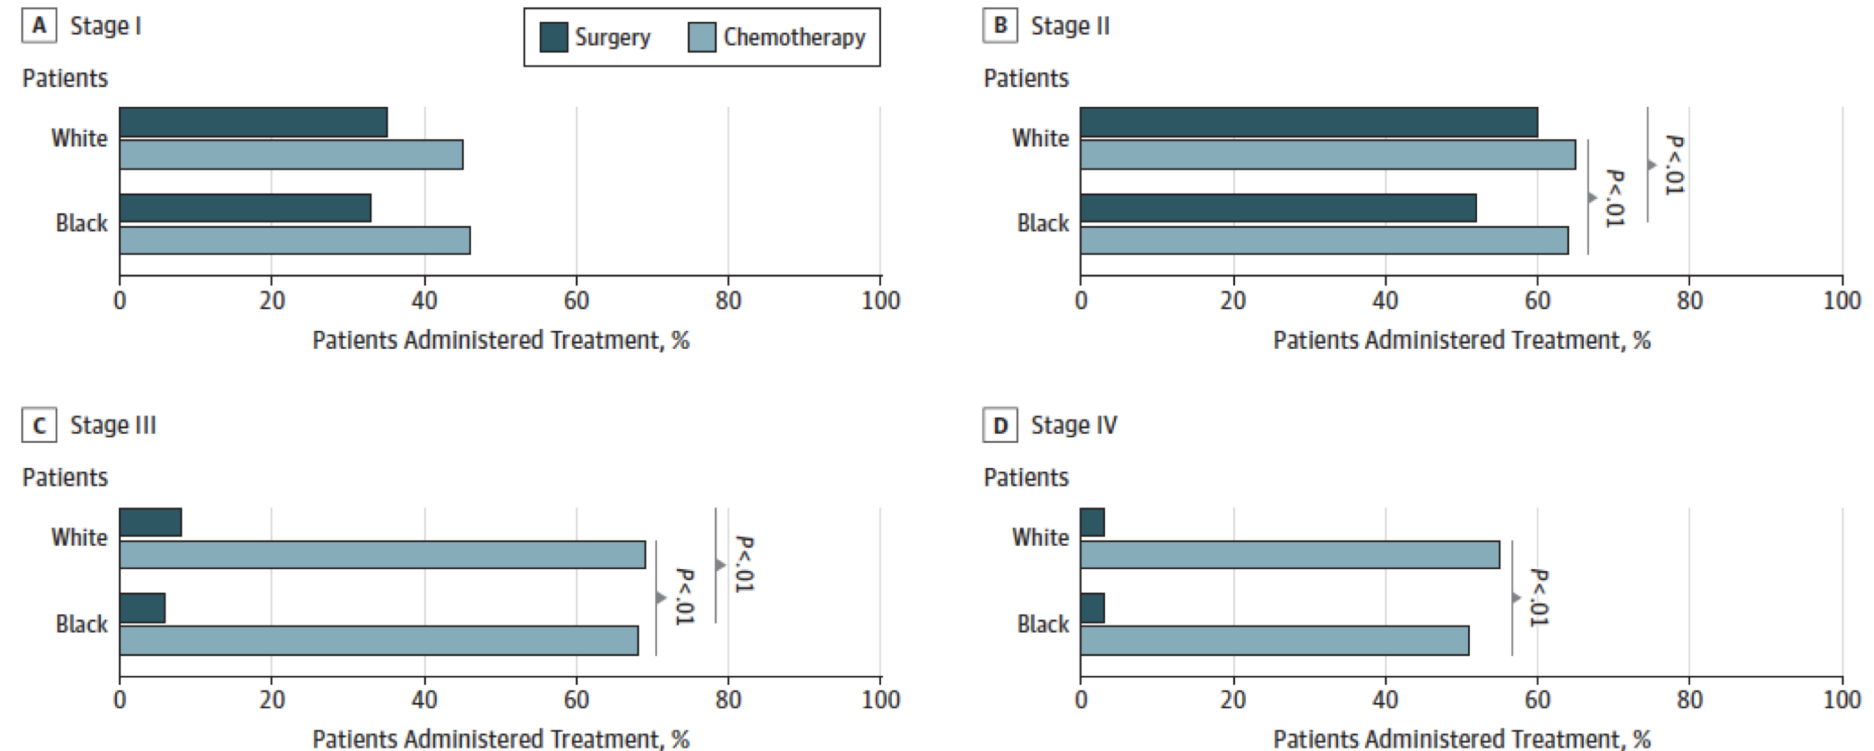 A Stage I
Surgery Chemotherapy
Patients
White
Black
0 20 40 60 80 100
Patients Administered Treatment, %
B Stage II
Patients
White
Black
P<.01
P<.01
0 20 40 60 80 100
Patients Administered Treatment, %
C Stage III
Patients
White
Black
P<.01
P<.01
0 20 40 60 80 100
Patients Administered Treatment, %
D Stage IV
Patients
White
Black
P<.01
0 20 40 60 80 100
Patients Administered Treatment, %